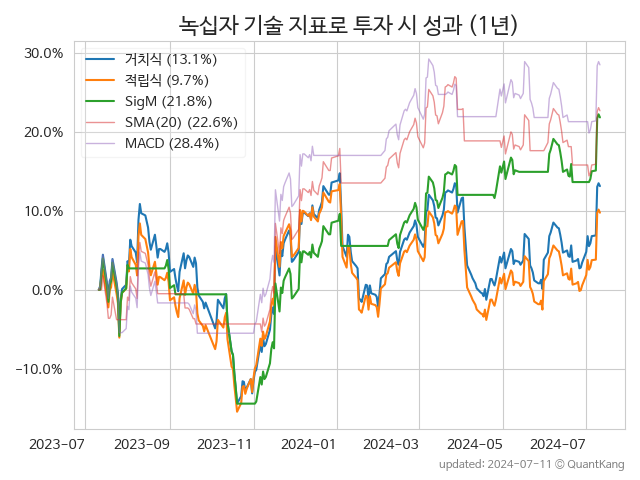 녹십자 기술 지표로 투자 시 성과 (1년)
30.0%
20.0%
10.0%
0.0%
−10.0%
거치식 (13.1%)
적립식 (9.7%)
SigM (21.8%)
SMA(20) (22.6%)
MACD (28.4%)
2023-07
2023-09
2023-11
2024-01
2024-03
2024-05
2024-07
updated: 2024-07-11 © QuantKang